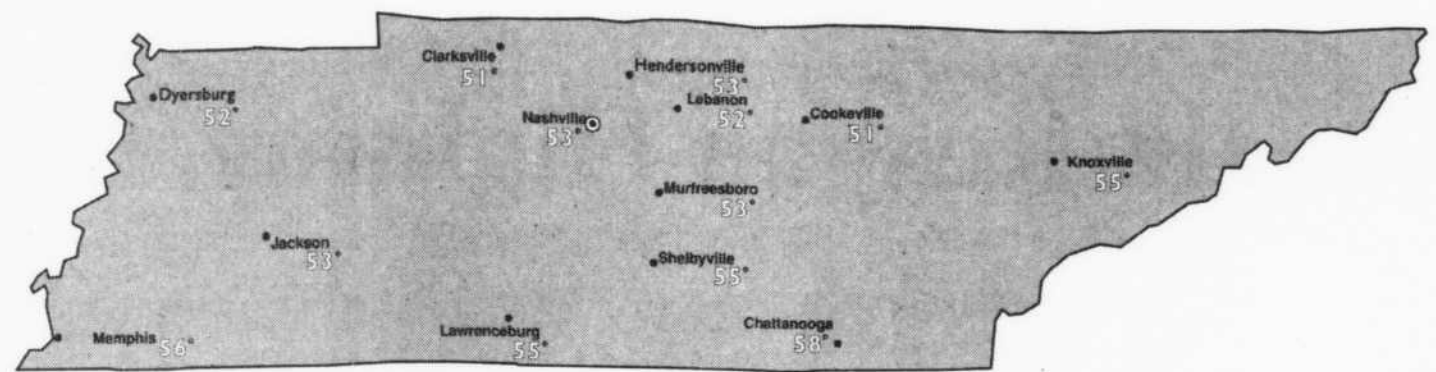 Clarksville
51°
Hendersonville
53°
Dyersburg
52°
Lebanon
52°
Nashville
53°
Cookeville
51°
Knoxville
55°
Murfreesboro
53°
Jackson
53°
Shelbyville
55°
Memphis
56°
Lawrenceburg
55°
Chattanooga
58°